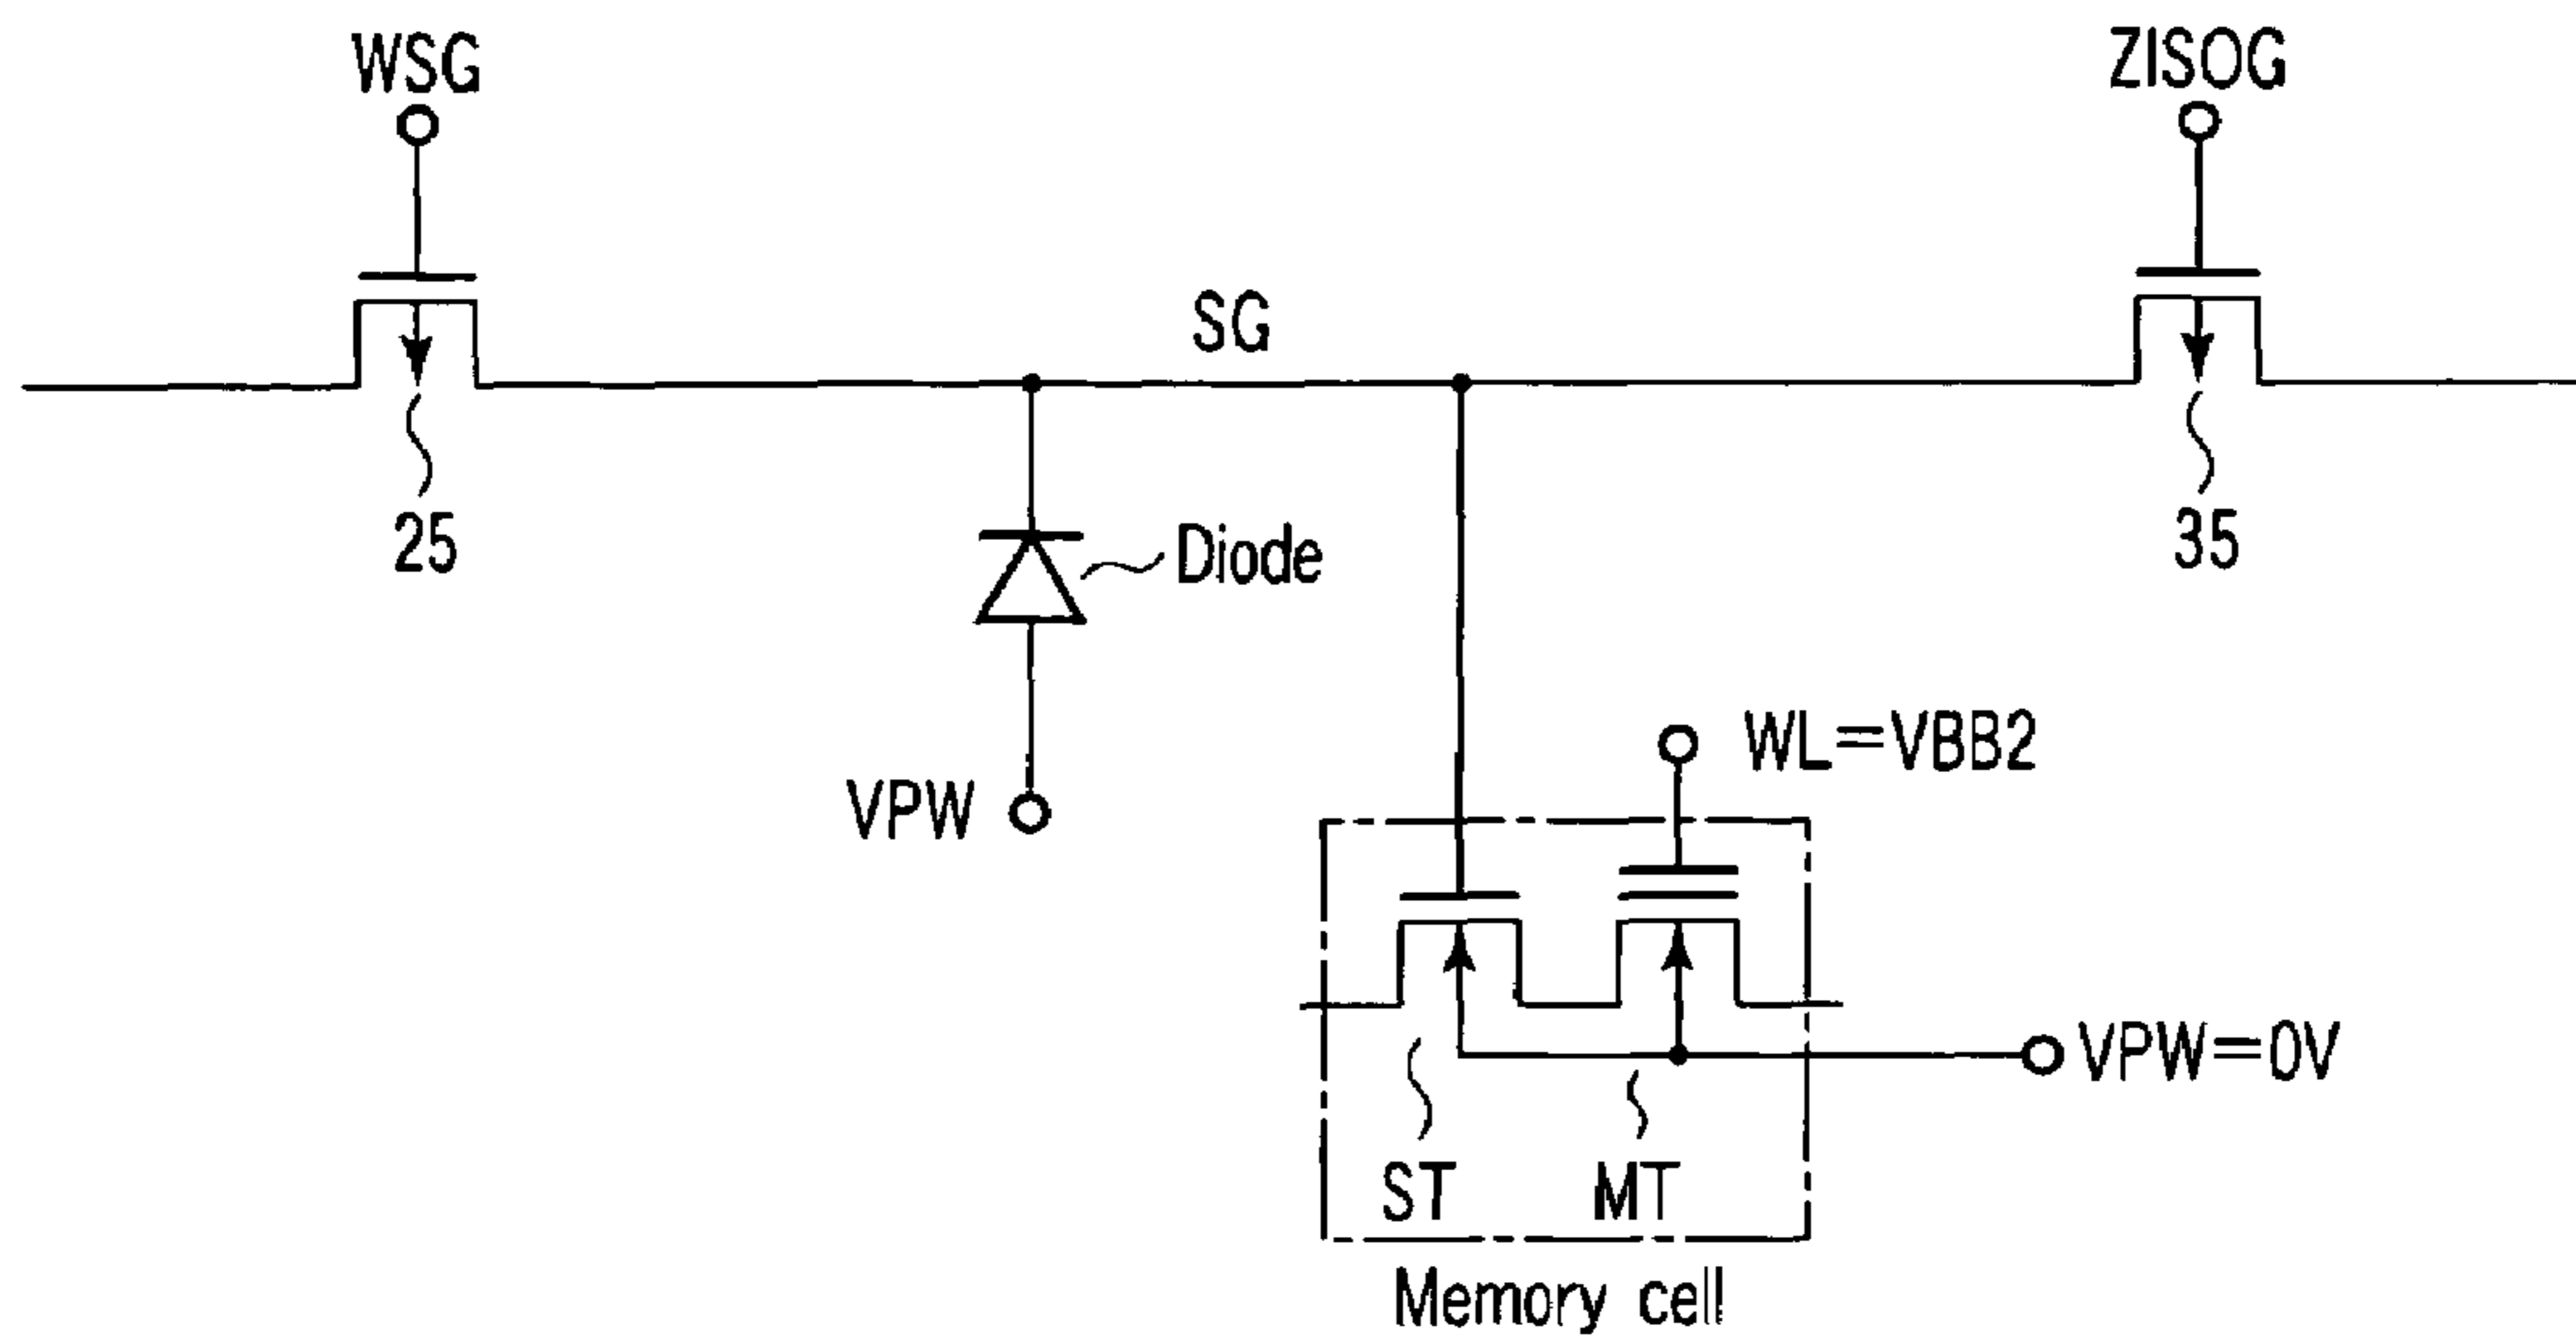 WSG
ZISOG
SG
25
35
Diode
WL=VBB2
VPW
VPW=0V
ST
MT
Memory cell